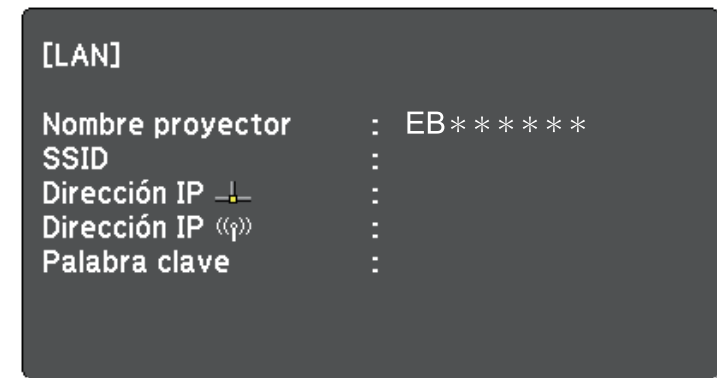 [LAN]
Nombre proyector : EB＊＊＊＊＊＊
SSID :
Dirección IP :
Dirección IP :
Palabra clave :